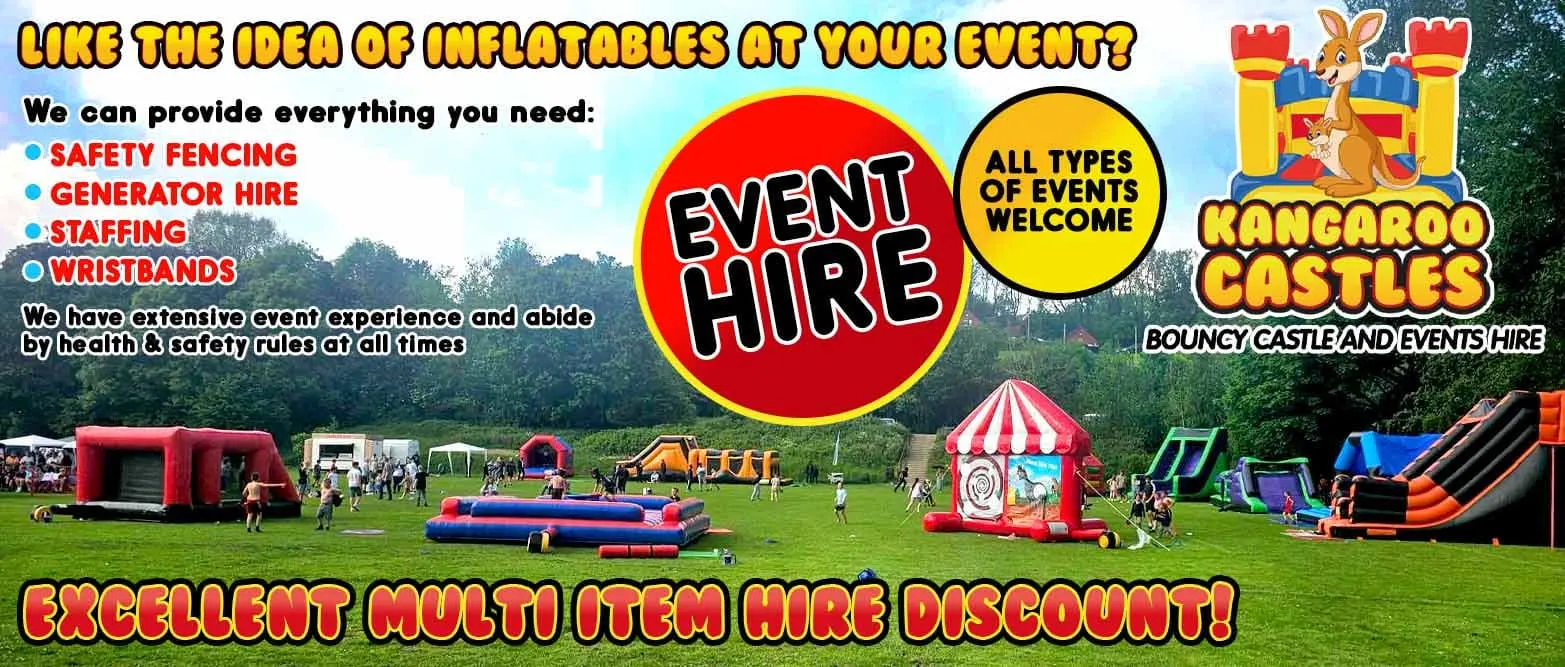 LIKE THE IDEA OF INFLATABLES AT YOUR EVENT?
We can provide everything you need:
• SAFETY FENCING
• GENERATOR HIRE
• STAFFING
• WRISTBANDS
We have extensive event experience and abide
by health & safety rules at all times
EVENT
HIRE
ALL TYPES
OF EVENTS
WELCOME
KANGAROO
CASTLES
BOUNCY CASTLE AND EVENTS HIRE
EXCELLENT MULTI ITEM HIRE DISCOUNT!